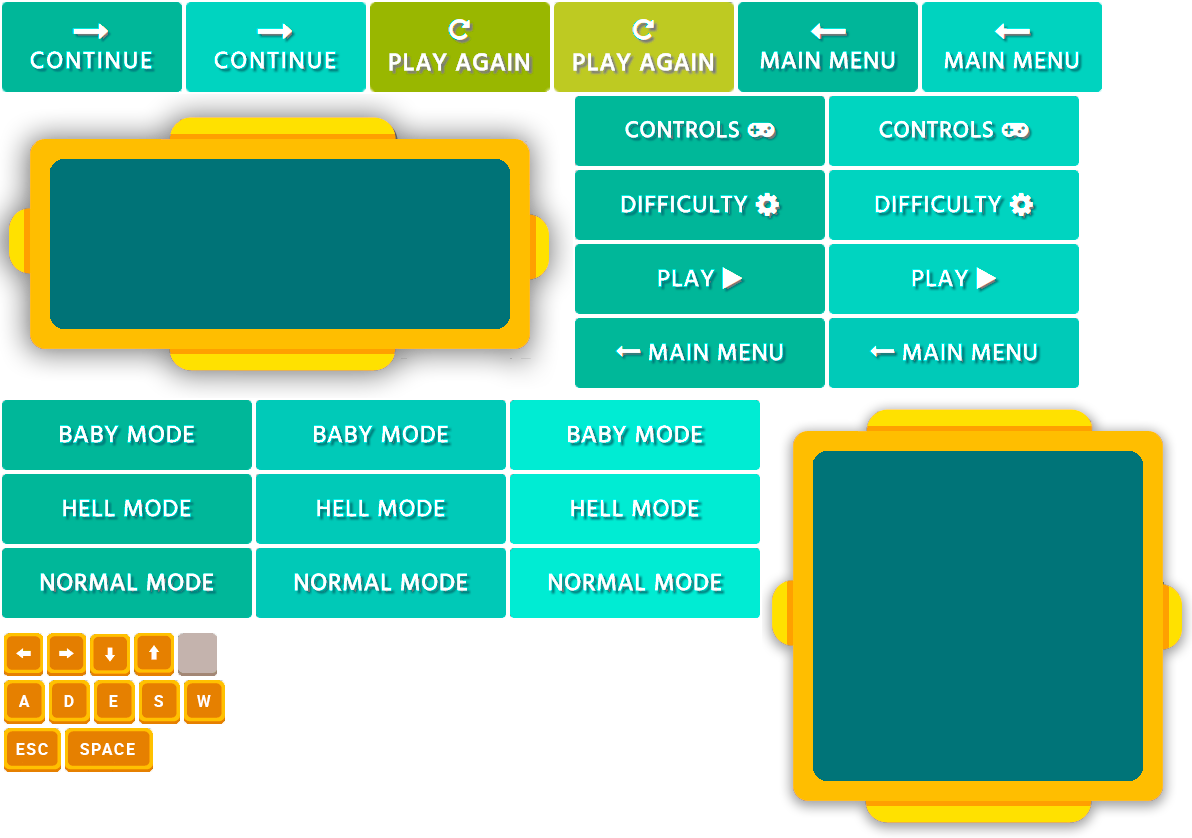 CONTINUE
CONTINUE
PLAY AGAIN
PLAY AGAIN
MAIN MENU
MAIN MENU
CONTROLS
CONTROLS
DIFFICULTY
DIFFICULTY
PLAY
PLAY
MAIN MENU
MAIN MENU
BABY MODE
BABY MODE
BABY MODE
HELL MODE
HELL MODE
HELL MODE
NORMAL MODE
NORMAL MODE
NORMAL MODE
A
D
E
S
W
ESC
SPACE